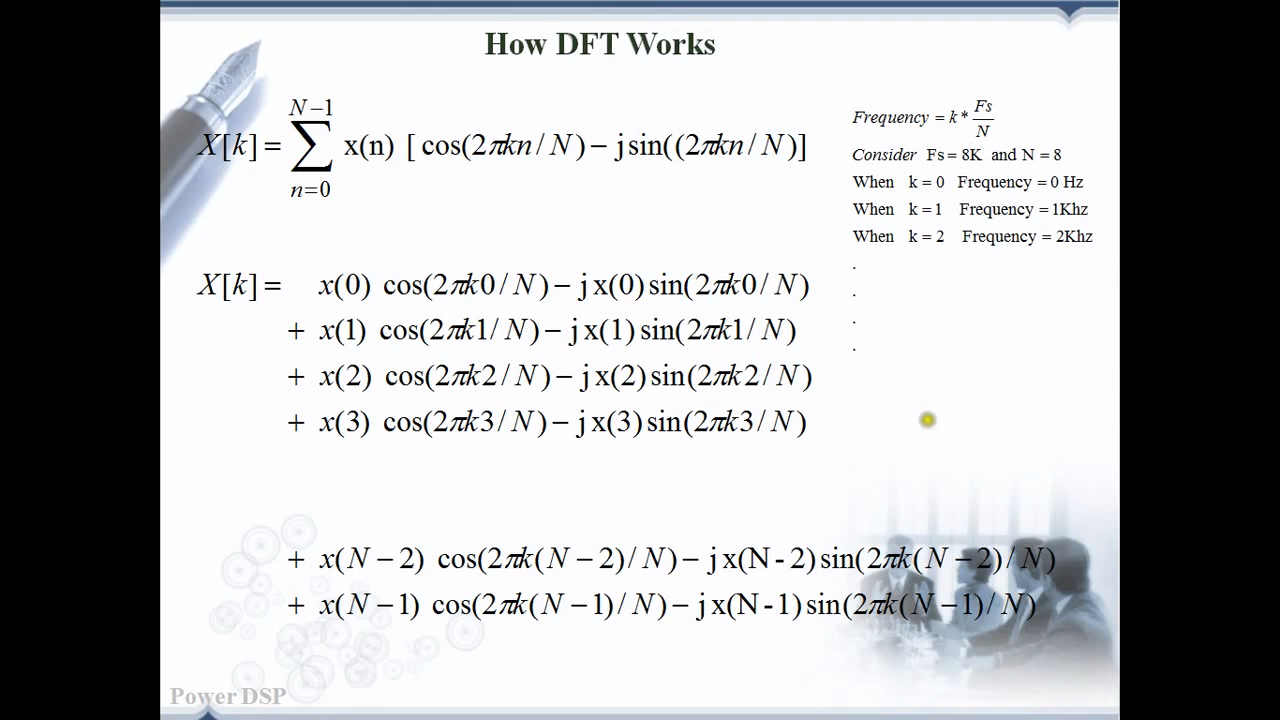 How DFT Works
X[k] = \sum_{n=0}^{N-1} x(n) [ cos(2πkn/N) − j sin((2πkn/N)]
Frequency = k * \frac{Fs}{N}
Consider Fs = 8K and N = 8
When k = 0 Frequency = 0 Hz
When k = 1 Frequency = 1Khz
When k = 2 Frequency = 2Khz
.
.
.
.
X[k] = x(0) cos(2πk0/N) − j x(0) sin(2πk0/N)
+ x(1) cos(2πk1/N) − j x(1) sin(2πk1/N)
+ x(2) cos(2πk2/N) − j x(2) sin(2πk2/N)
+ x(3) cos(2πk3/N) − j x(3) sin(2πk3/N)
+ x(N−2) cos(2πk(N−2)/N) − j x(N-2) sin(2πk(N−2)/N)
+ x(N−1) cos(2πk(N−1)/N) − j x(N-1) sin(2πk(N−1)/N)
Power DSP